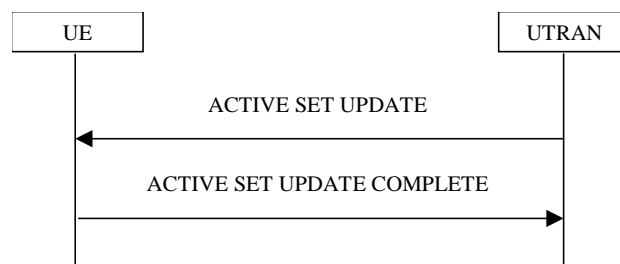 UE
UTRAN
ACTIVE SET UPDATE
ACTIVE SET UPDATE COMPLETE